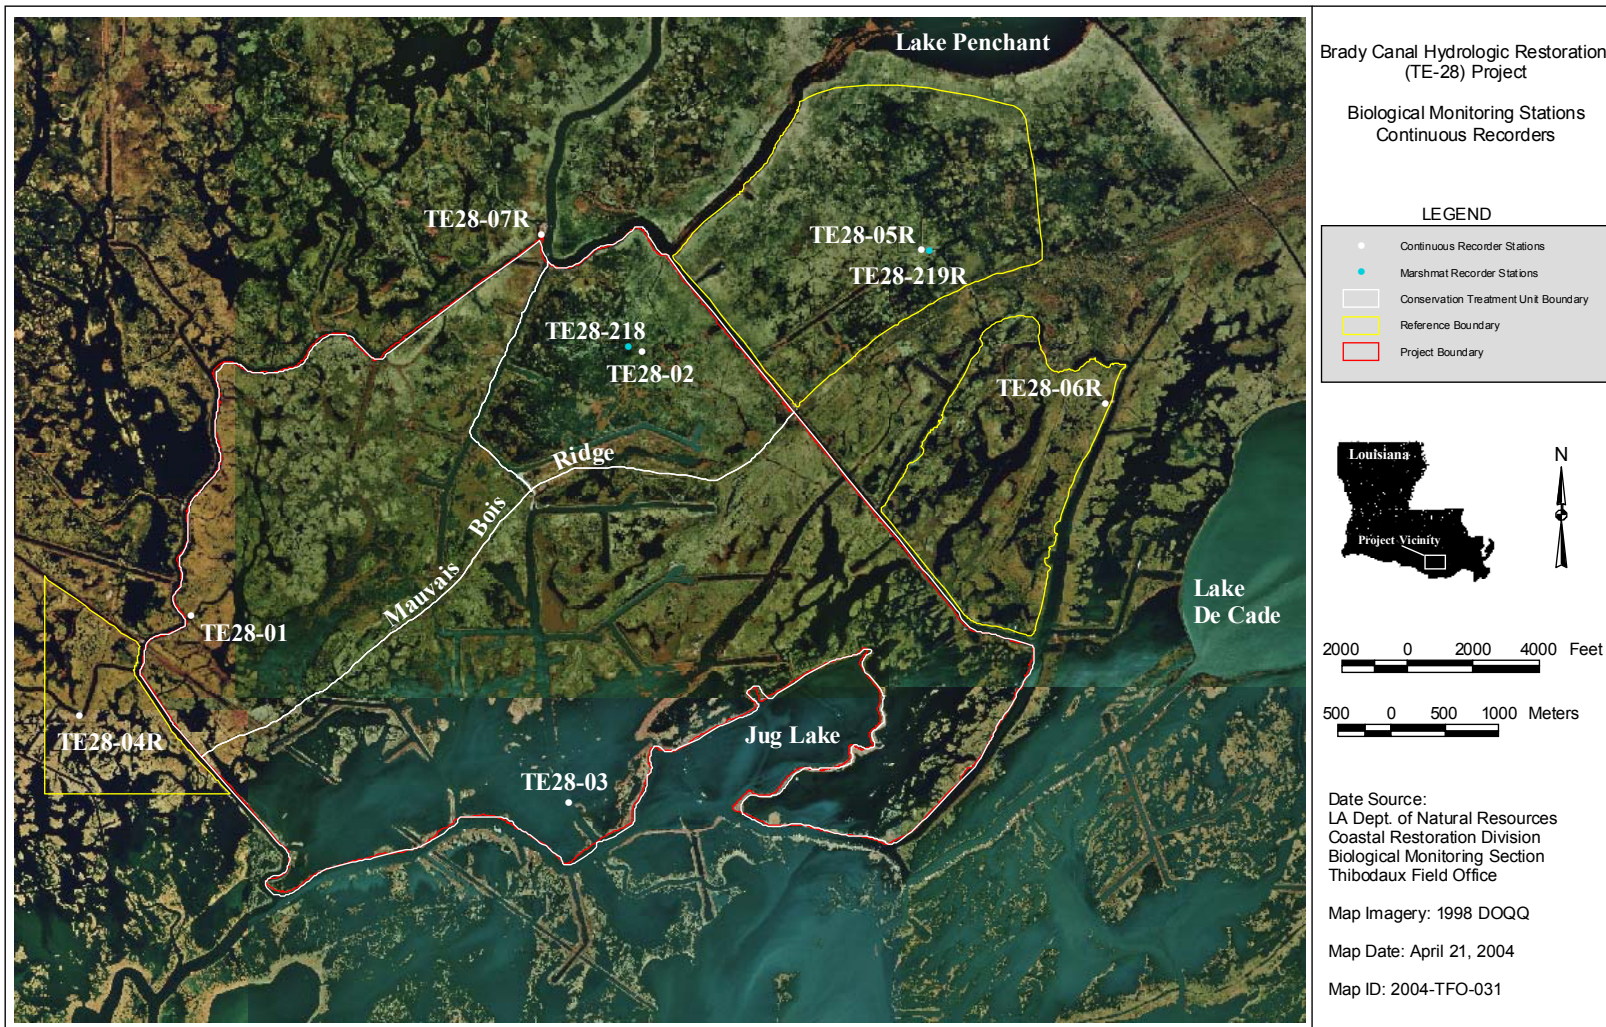 Lake Penchant
TE28-07R
TE28-05R
TE28-219R
TE28-218
TE28-02
TE28-06R
Ridge
Bois
Mauvais
Lake
De Cade
TE28-01
TE28-04R
Jug Lake
TE28-03
Brady Canal Hydrologic Restoration
(TE-28) Project
Biological Monitoring Stations
Continuous Recorders
LEGEND
Continuous Recorder Stations
Marshmat Recorder Stations
Conservation Treatment Unit Boundary
Reference Boundary
Project Boundary
Louisiana
Project Vicinity
N
2000 0 2000 4000 Feet
500 0 500 1000 Meters
Date Source:
LA Dept. of Natural Resources
Coastal Restoration Division
Biological Monitoring Section
Thibodaux Field Office
Map Imagery: 1998 DOQQ
Map Date: April 21, 2004
Map ID: 2004-TFO-031